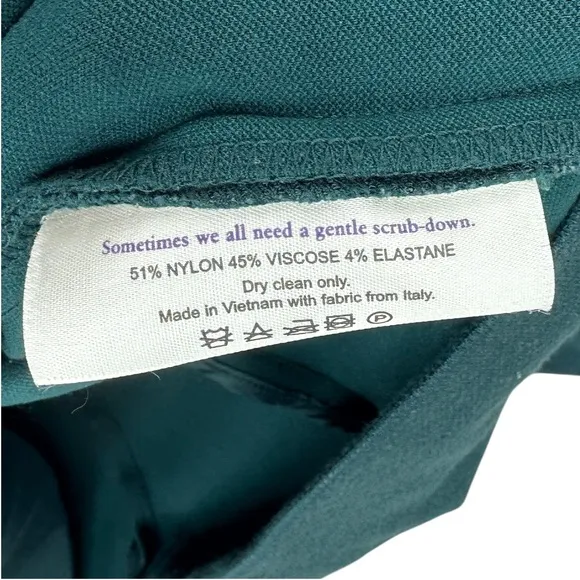 Sometimes we all need a gentle scrub-down.
51% NYLON 45% VISCOSE 4% ELASTANE
Dry clean only.
Made in Vietnam with fabric from Italy.
P